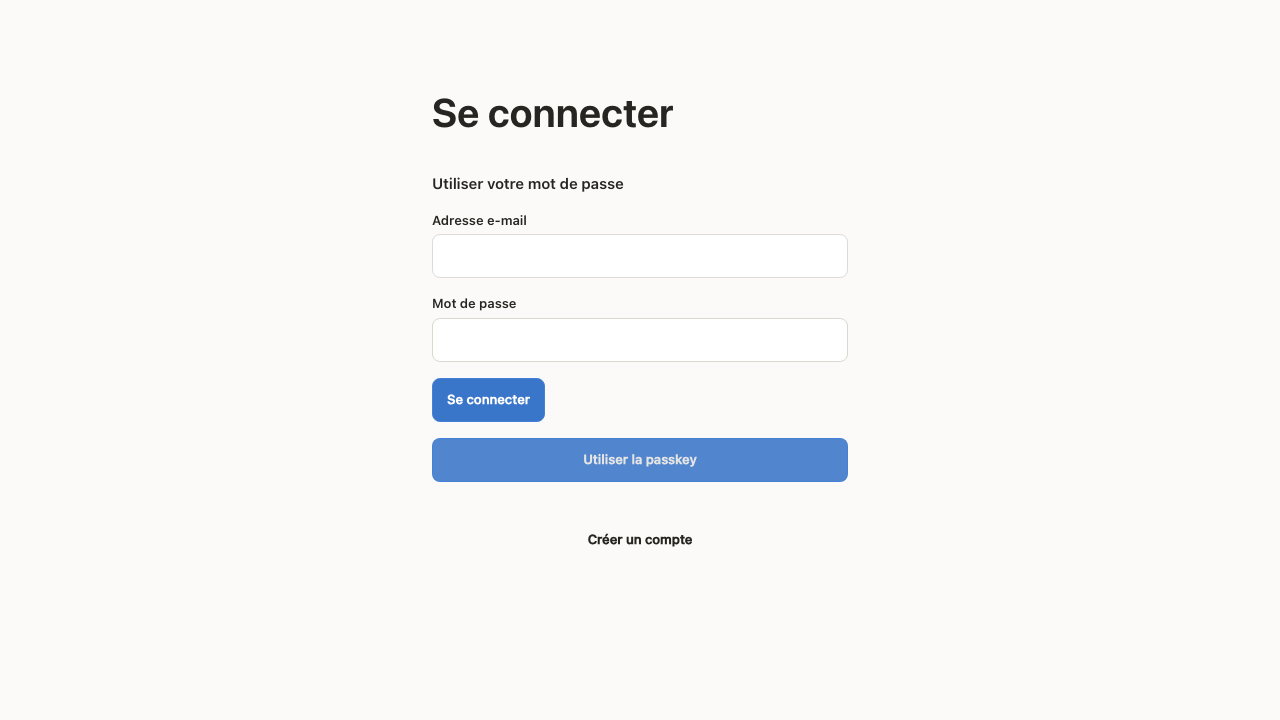 Se connecter
Utiliser votre mot de passe
Adresse e-mail
Mot de passe
Se connecter
Utiliser la passkey
Créer un compte